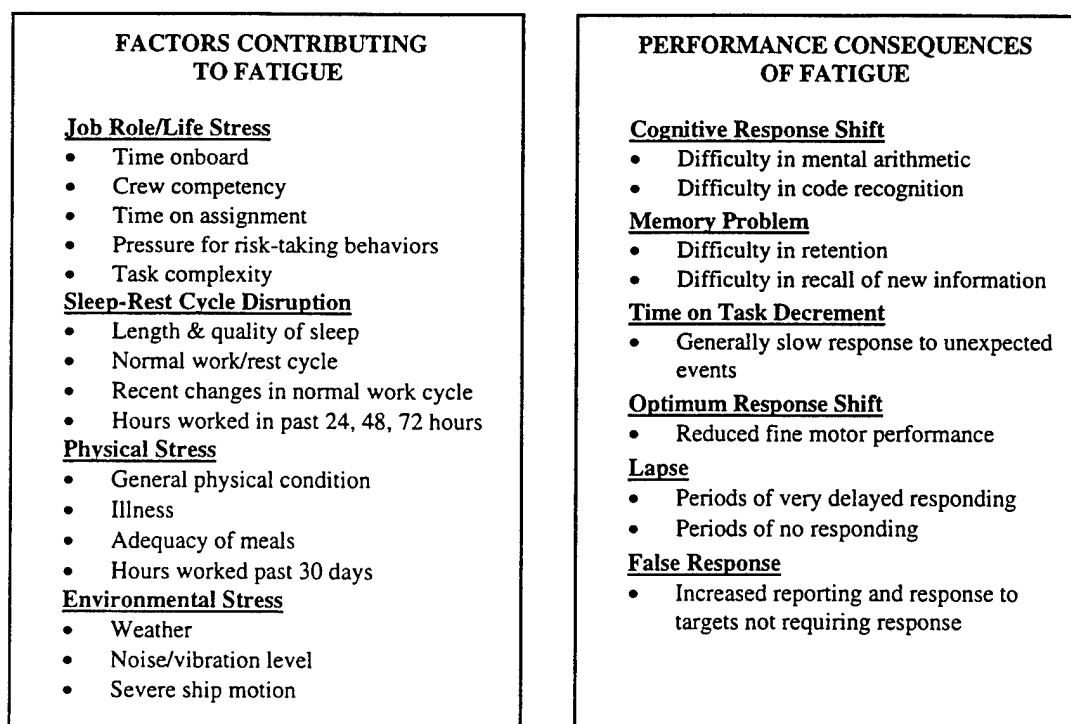 FACTORS CONTRIBUTING
TO FATIGUE
Job Role/Life Stress
• Time onboard
• Crew competency
• Time on assignment
• Pressure for risk-taking behaviors
• Task complexity
Sleep-Rest Cycle Disruption
• Length & quality of sleep
• Normal work/rest cycle
• Recent changes in normal work cycle
• Hours worked in past 24, 48, 72 hours
Physical Stress
• General physical condition
• Illness
• Adequacy of meals
• Hours worked past 30 days
Environmental Stress
• Weather
• Noise/vibration level
• Severe ship motion
PERFORMANCE CONSEQUENCES
OF FATIGUE
Cognitive Response Shift
• Difficulty in mental arithmetic
• Difficulty in code recognition
Memory Problem
• Difficulty in retention
• Difficulty in recall of new information
Time on Task Decrement
• Generally slow response to unexpected
events
Optimum Response Shift
• Reduced fine motor performance
Lapse
• Periods of very delayed responding
• Periods of no responding
False Response
• Increased reporting and response to
targets not requiring response